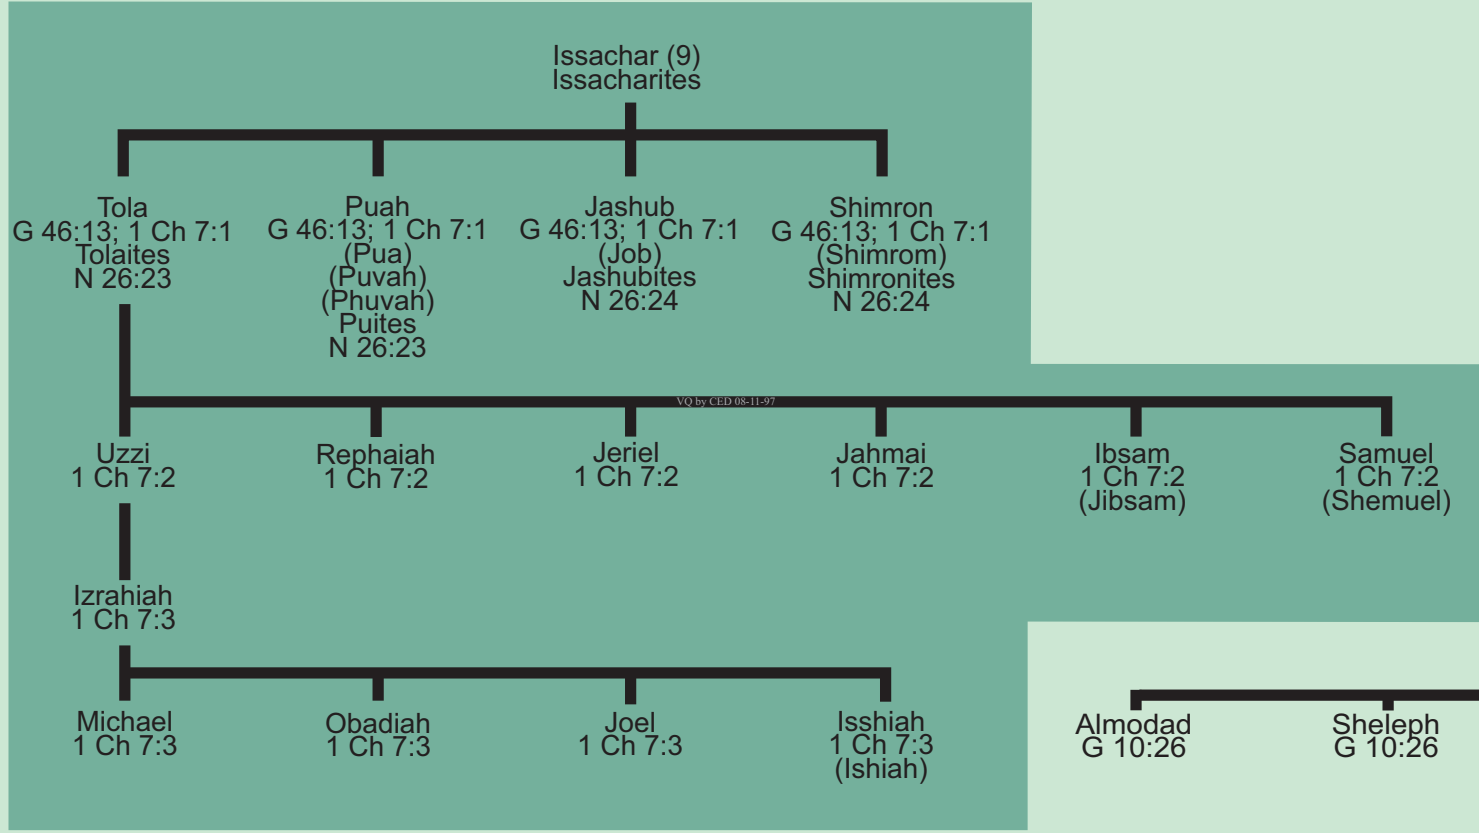 Issachar (9)
Issacharites
Tola
G 46:13; 1 Ch 7:1
Tolaites
N 26:23
Puah
G 46:13; 1 Ch 7:1
(Pua)
(Puvah)
(Phuvah)
Puites
N 26:23
Jashub
G 46:13; 1 Ch 7:1
(Job)
Jashubites
N 26:24
Shimron
G 46:13; 1 Ch 7:1
(Shimrom)
Shimronites
N 26:24
VQ by CED 08-11-97
Uzzi
1 Ch 7:2
Rephaiah
1 Ch 7:2
Jeriel
1 Ch 7:2
Jahmai
1 Ch 7:2
Ibsam
1 Ch 7:2
(Jibsam)
Samuel
1 Ch 7:2
(Shemuel)
Izrahiah
1 Ch 7:3
Michael
1 Ch 7:3
Obadiah
1 Ch 7:3
Joel
1 Ch 7:3
Isshiah
1 Ch 7:3
(Ishiah)
Almodad
G 10:26
Sheleph
G 10:26